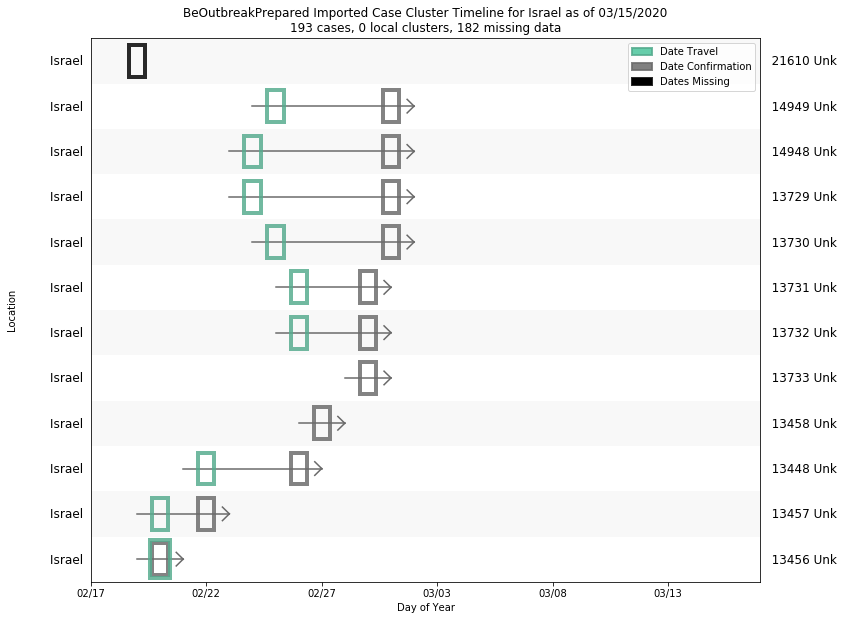 BeOutbreakPrepared Imported Case Cluster Timeline for Israel as of 03/15/2020
193 cases, 0 local clusters, 182 missing data
Date Travel
Date Confirmation
Dates Missing
Israel 21610 Unk
Israel 14949 Unk
Israel 14948 Unk
Israel 13729 Unk
Israel 13730 Unk
Israel 13731 Unk
Israel 13732 Unk
Israel 13733 Unk
Israel 13458 Unk
Israel 13448 Unk
Israel 13457 Unk
Israel 13456 Unk
Location
02/17 02/22 02/27 03/03 03/08 03/13
Day of Year